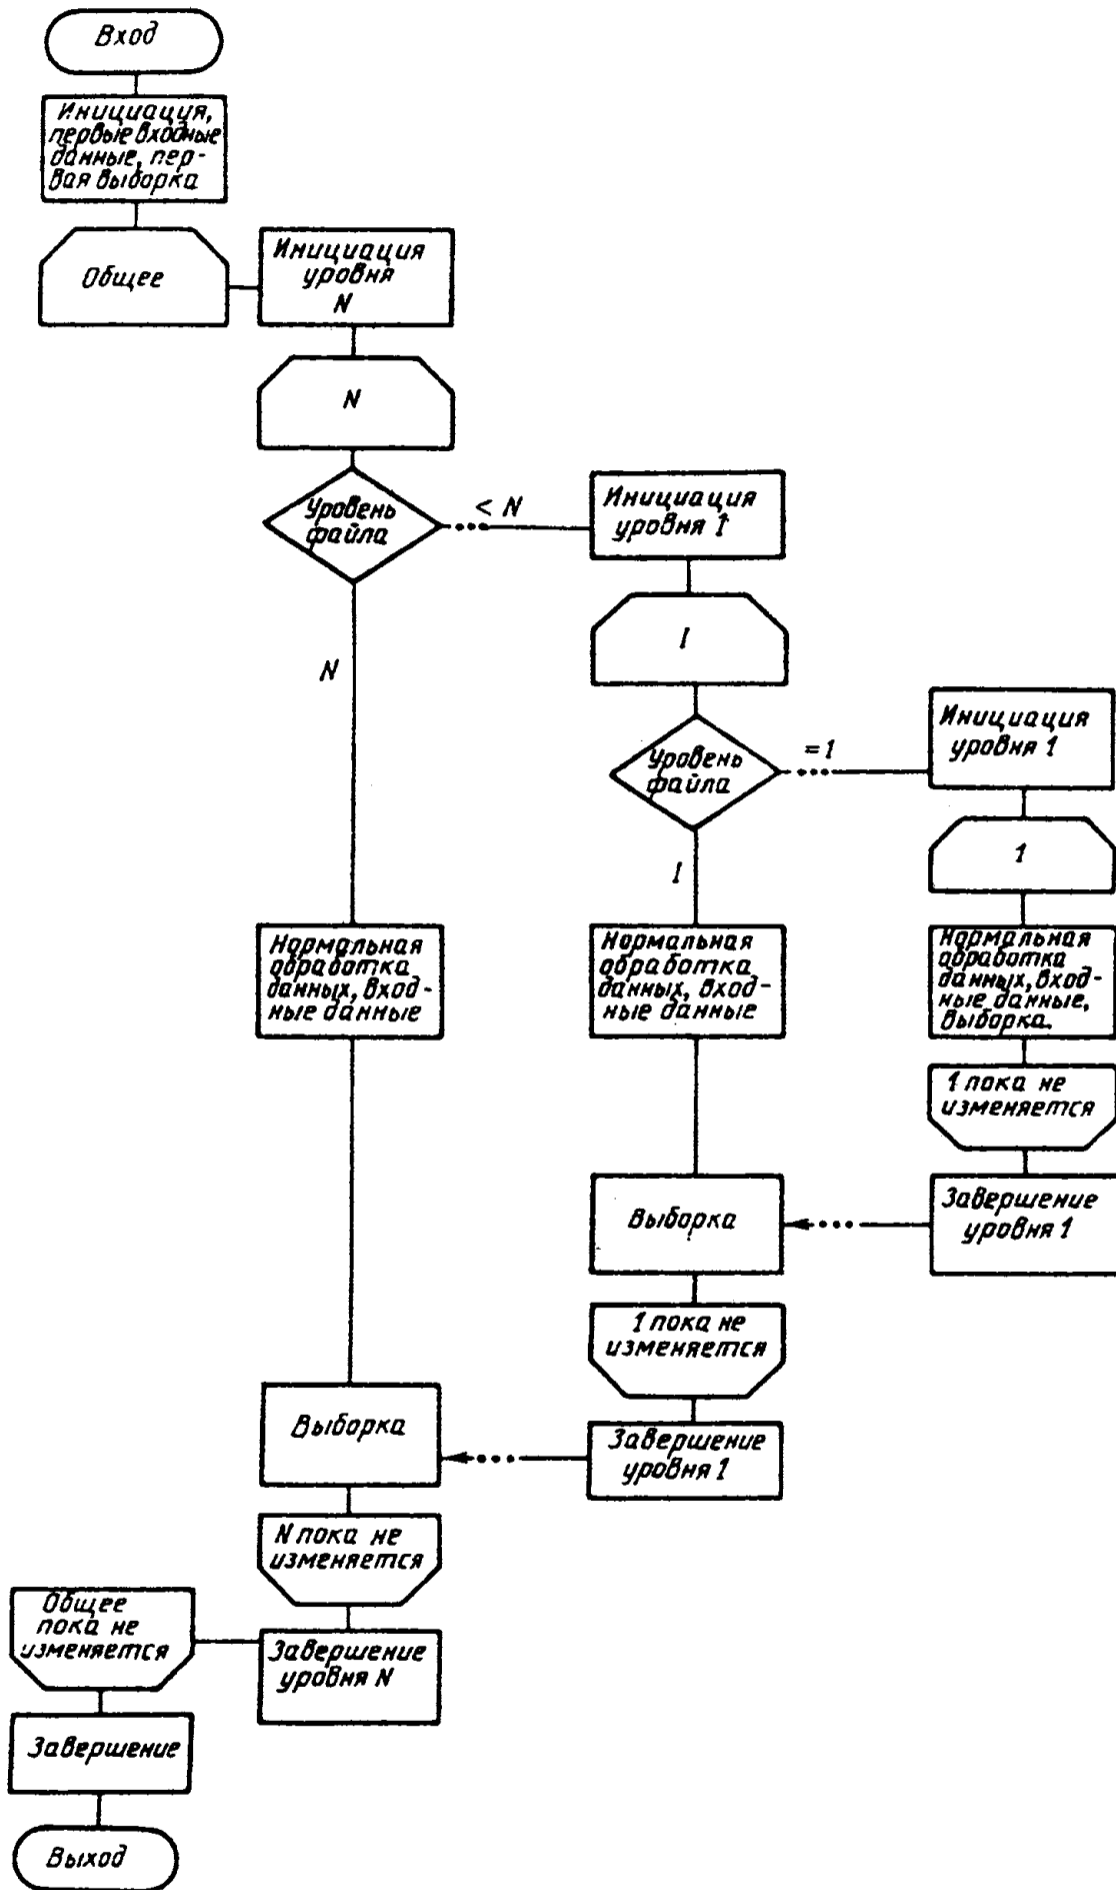 Вход
Инициация,
первые входные
данные, пер-
вая выборка
Общее
Инициация
уровня
N
N
Уровень
файла
< N
Инициация
уровня I
N
I
Уровень
файла
= 1
Инициация
уровня 1
1
I
Нормальная
обработка
данных, вход-
ные данные
Нормальная
обработка
данных, вход-
ные данные
Нормальная
обработка
данных, вход-
ные данные,
выборка.
1 пока не
изменяется
Выборка
Завершение
уровня 1
1 пока не
изменяется
Выборка
Завершение
уровня 1
N пока не
изменяется
Общее
пока не
изменяется
Завершение
уровня N
Завершение
Выход